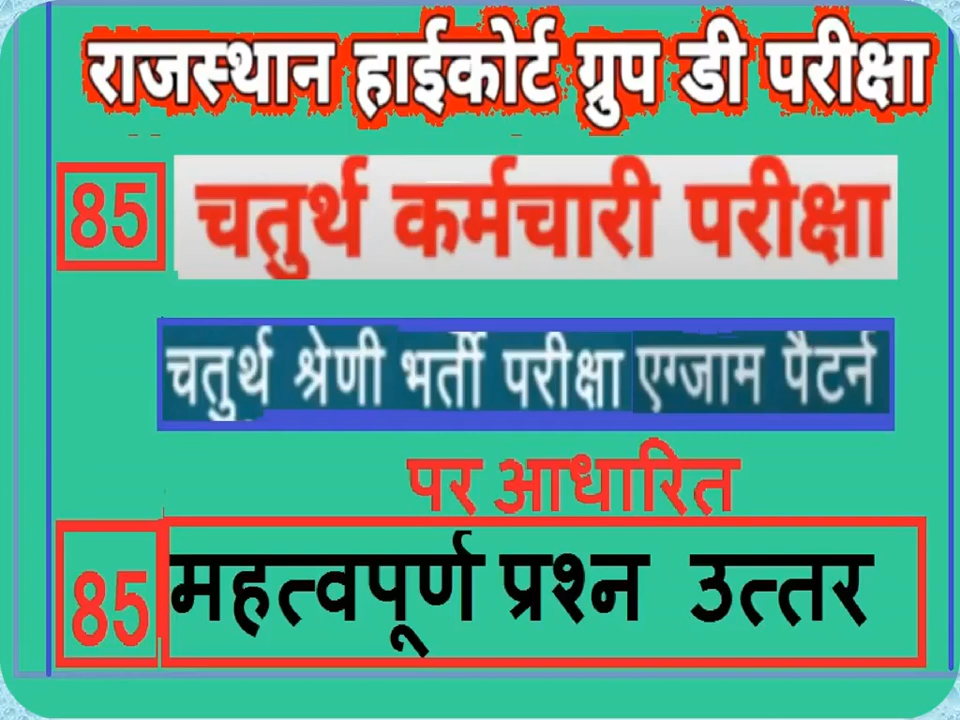 राजस्थान हाईकोर्ट ग्रुप डी परीक्षा
85 चतुर्थ कर्मचारी परीक्षा
चतुर्थ श्रेणी भर्ती परीक्षा एग्जाम पैटर्न
पर आधारित
85 महत्वपूर्ण प्रश्न उत्तर